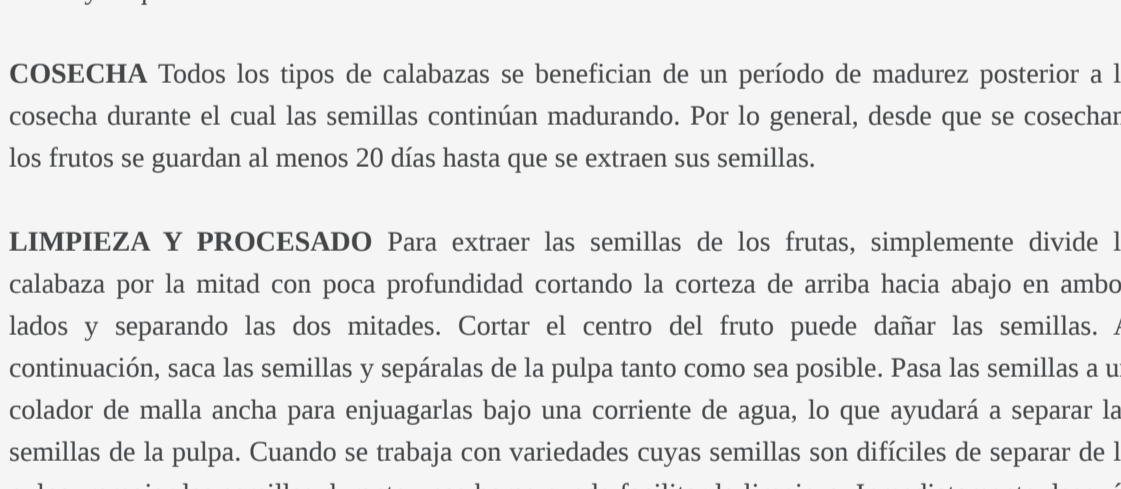 COSECHA Todos los tipos de calabazas se benefician de un período de madurez posterior a
cosecha durante el cual las semillas continúan madurando. Por lo general, desde que se cosechan
los frutos se guardan al menos 20 días hasta que se extraen sus semillas.
LIMPIEZA Y PROCESADO Para extraer las semillas de los frutas, simplemente divide
calabaza por la mitad con poca profundidad cortando la corteza de arriba hacia abajo en
lados y separando las dos mitades. Cortar el centro del fruto puede dañar las semillas.
continuación, saca las semillas y sepáralas de la pulpa tanto como sea posible. Pasa las semillas a
colador de malla ancha para enjuagarlas bajo una corriente de agua, lo que ayudará a separar
semillas de la pulpa. Cuando se trabaja con variedades cuyas semillas son difíciles de separar de